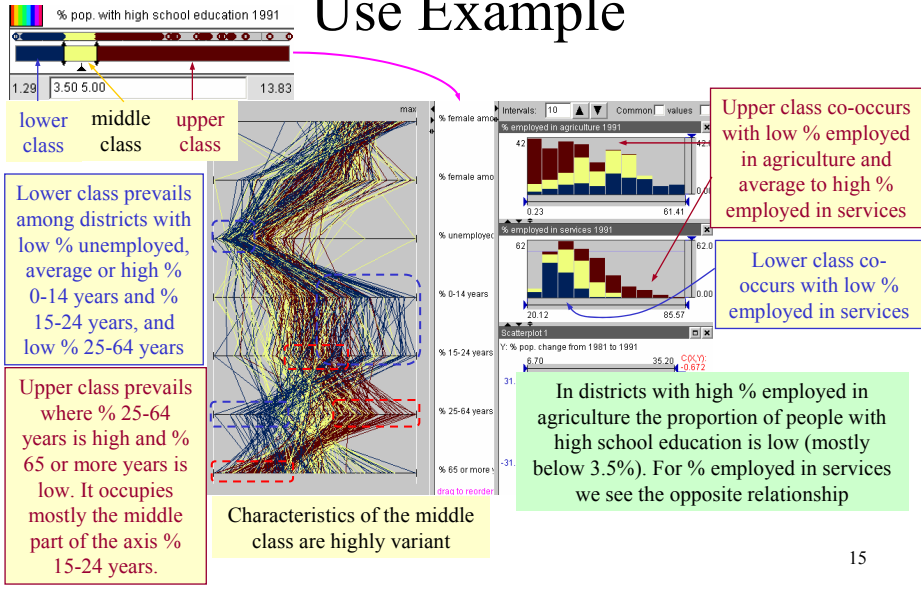 Use Example
% pop. with high school education 1991
1.29
3.50 5.00
13.83
lower
class
middle
class
upper
class
Lower class prevails
among districts with
low % unemployed,
average or high %
0-14 years and %
15-24 years, and
low % 25-64 years
Upper class prevails
where % 25-64
years is high and %
65 or more years is
low. It occupies
mostly the middle
part of the axis %
15-24 years.
max
% female amo
% female amo
% unemployed
% 0-14 years
% 15-24 years
% 25-64 years
% 65 or more y
drag to reorder
Characteristics of the middle
class are highly variant
Intervals: 10 Common values
% employed in agriculture 1991
42
42.0
0.00
0.23
61.41
% employed in services 1991
62
62.0
0.00
20.12
85.57
Scatterplot 1
Y: % pop. change from 1981 to 1991
6.70
35.20
C(X,Y):
-0.672
31.
-31.
Upper class co-occurs
with low % employed
in agriculture and
average to high %
employed in services
Lower class co-
occurs with low %
employed in services
In districts with high % employed in
agriculture the proportion of people with
high school education is low (mostly
below 3.5%). For % employed in services
we see the opposite relationship
15